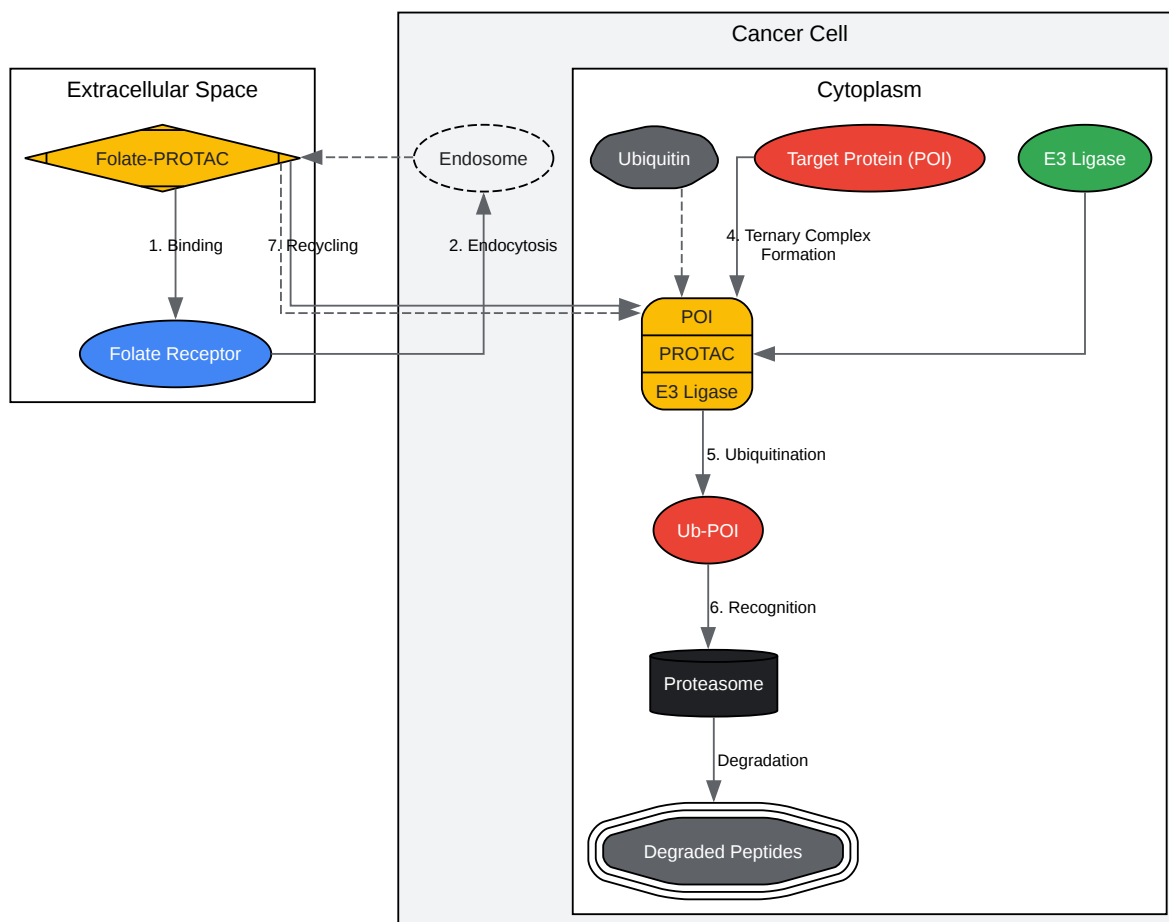 Cancer Cell
Extracellular Space
Cytoplasm
Folate-PROTAC
Endosome
Ubiquitin
Target Protein (POI)
E3 Ligase
1. Binding
7. Recycling
2. Endocytosis
4. Ternary Complex
Formation
POI
PROTAC
E3 Ligase
Folate Receptor
5. Ubiquitination
Ub-POI
6. Recognition
Proteasome
Degradation
Degraded Peptides